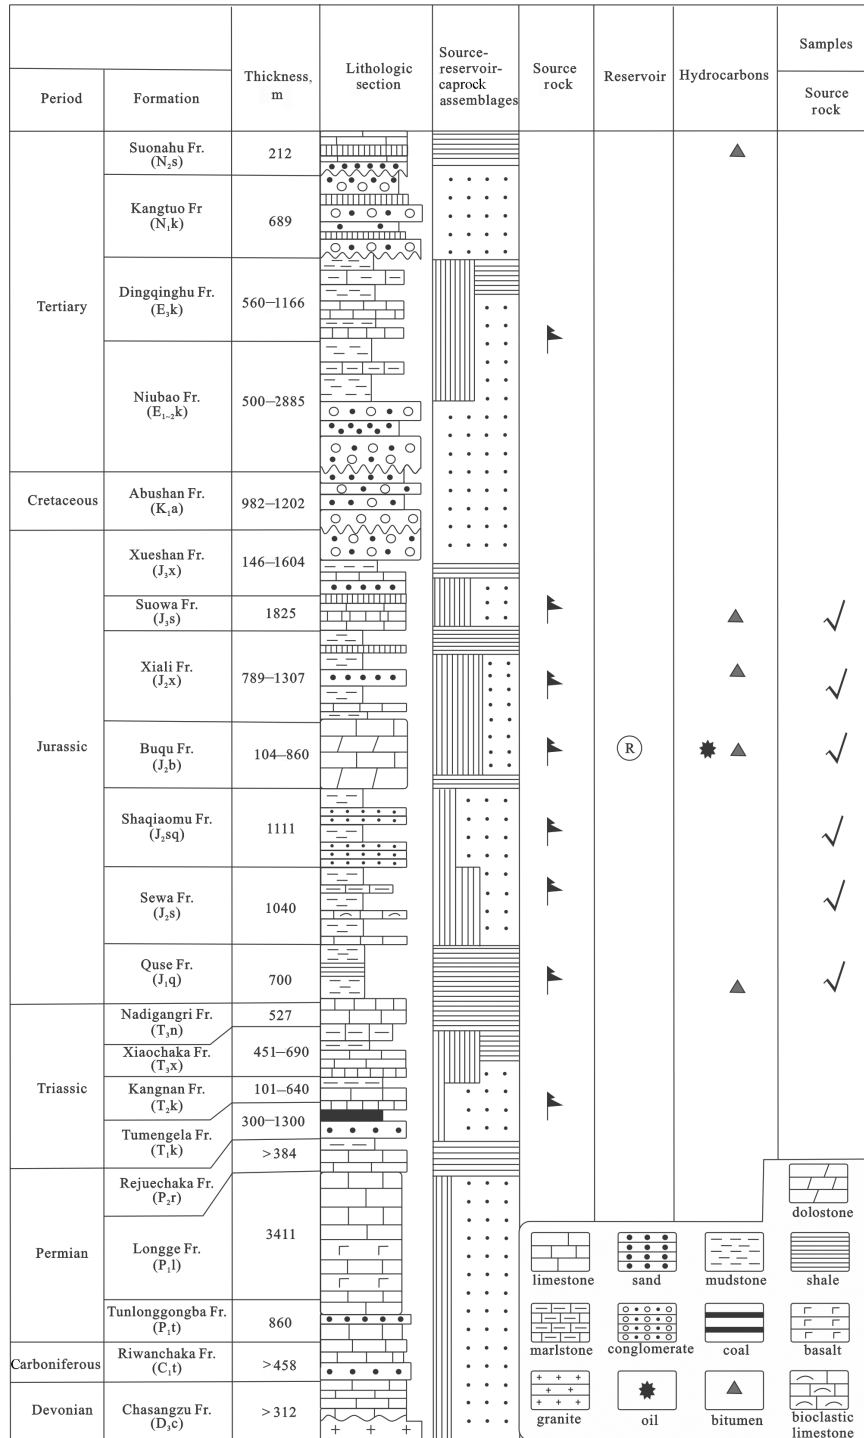 Period
Formation
Thickness,
m
Lithologic
section
Source-
reservoir-
caprock
assemblages
Source
rock
Reservoir
Hydrocarbons
Samples
Source
rock
Tertiary
Suonahu Fr.
(N₂s)
212
Kangtuo Fr
(N₁k)
689
Dingqinghu Fr.
(E₃k)
560–1166
Niubao Fr.
(E₁₋₂k)
500–2885
Cretaceous
Abushan Fr.
(K₁a)
982–1202
Jurassic
Xueshan Fr.
(J₃x)
146–1604
Suowa Fr.
(J₃s)
1825
Xiali Fr.
(J₂x)
789–1307
Buqu Fr.
(J₂b)
104–860
R
Shaqiaomu Fr.
(J₂sq)
1111
Sewa Fr.
(J₂s)
1040
Quse Fr.
(J₁q)
700
Triassic
Nadigangri Fr.
(T₃n)
527
Xiaochaka Fr.
(T₃x)
451–690
Kangnan Fr.
(T₂k)
101–640
Tumengela Fr.
(T₁k)
300–1300
>384
Permian
Rejuechaka Fr.
(P₂r)
Longge Fr.
(P₁l)
3411
Tunlonggongba Fr.
(P₁t)
860
Carboniferous
Riwanchaka Fr.
(C₁t)
>458
Devonian
Chasangzu Fr.
(D₃c)
>312
dolostone
limestone
sand
mudstone
shale
marlstone
conglomerate
coal
basalt
granite
oil
bitumen
bioclastic
limestone